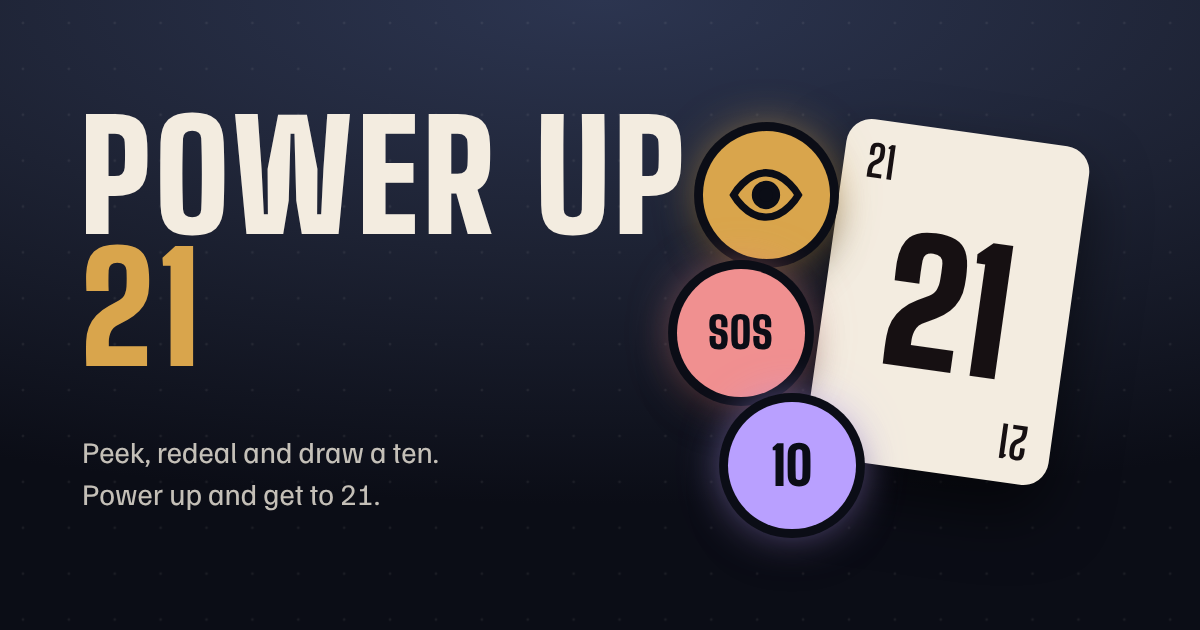 POWER UP
21
Peek, redeal and draw a ten.
Power up and get to 21.
SOS
10
21
21
21